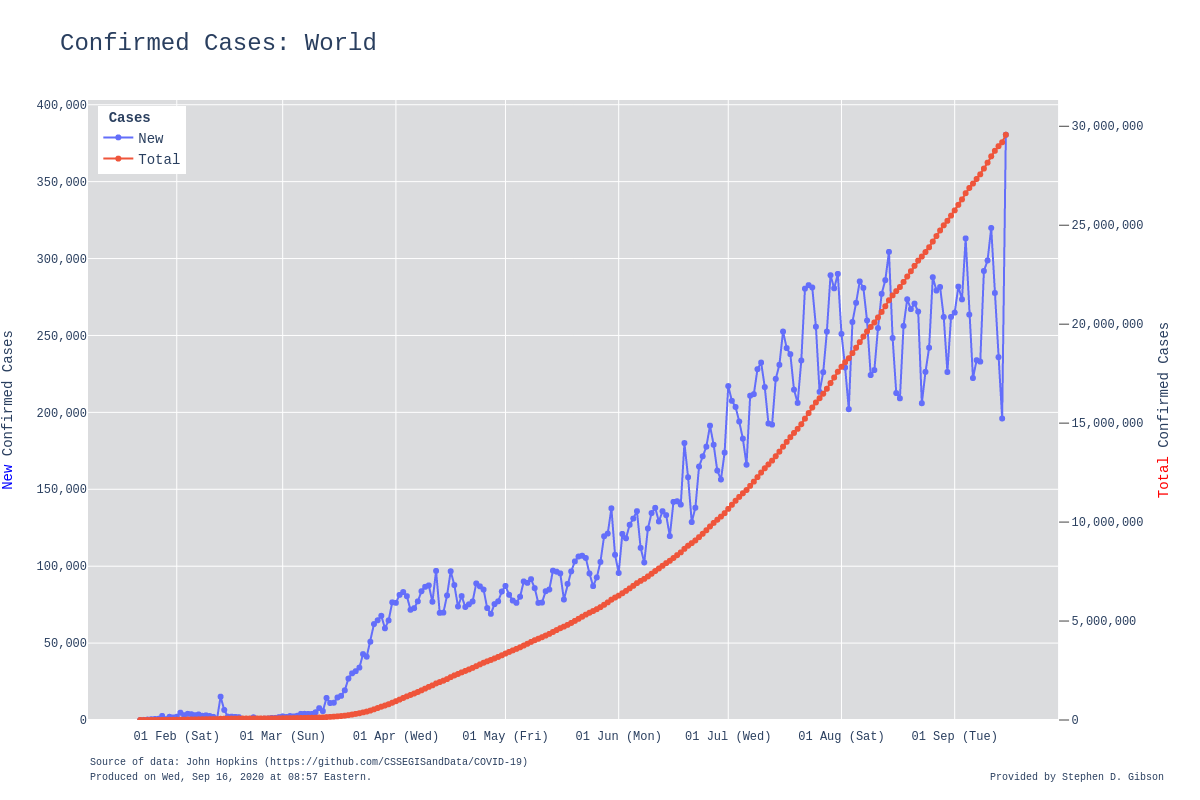 Confirmed Cases: World
Cases
New
Total
400,000
350,000
300,000
250,000
200,000
150,000
100,000
50,000
0
New Confirmed Cases
30,000,000
25,000,000
20,000,000
15,000,000
10,000,000
5,000,000
0
Total Confirmed Cases
01 Feb (Sat) 01 Mar (Sun) 01 Apr (Wed) 01 May (Fri) 01 Jun (Mon) 01 Jul (Wed) 01 Aug (Sat) 01 Sep (Tue)
Source of data: John Hopkins (https://github.com/CSSEGISandData/COVID-19)
Produced on Wed, Sep 16, 2020 at 08:57 Eastern.
Provided by Stephen D. Gibson